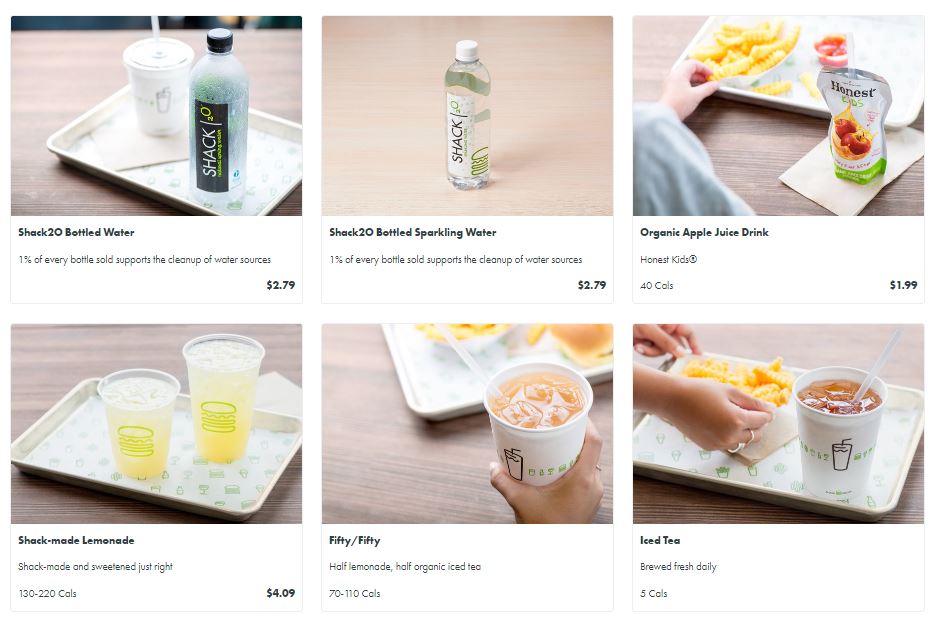 SHACK2O
SHACK2O
Honest
KIDS
Shack2O Bottled Water
1% of every bottle sold supports the cleanup of water sources
$2.79
Shack2O Bottled Sparkling Water
1% of every bottle sold supports the cleanup of water sources
$2.79
Organic Apple Juice Drink
Honest Kids®
40 Cals
$1.99
Shack-made Lemonade
Shack-made and sweetened just right
130-220 Cals
$4.09
Fifty/Fifty
Half lemonade, half organic iced tea
70-110 Cals
Iced Tea
Brewed fresh daily
5 Cals